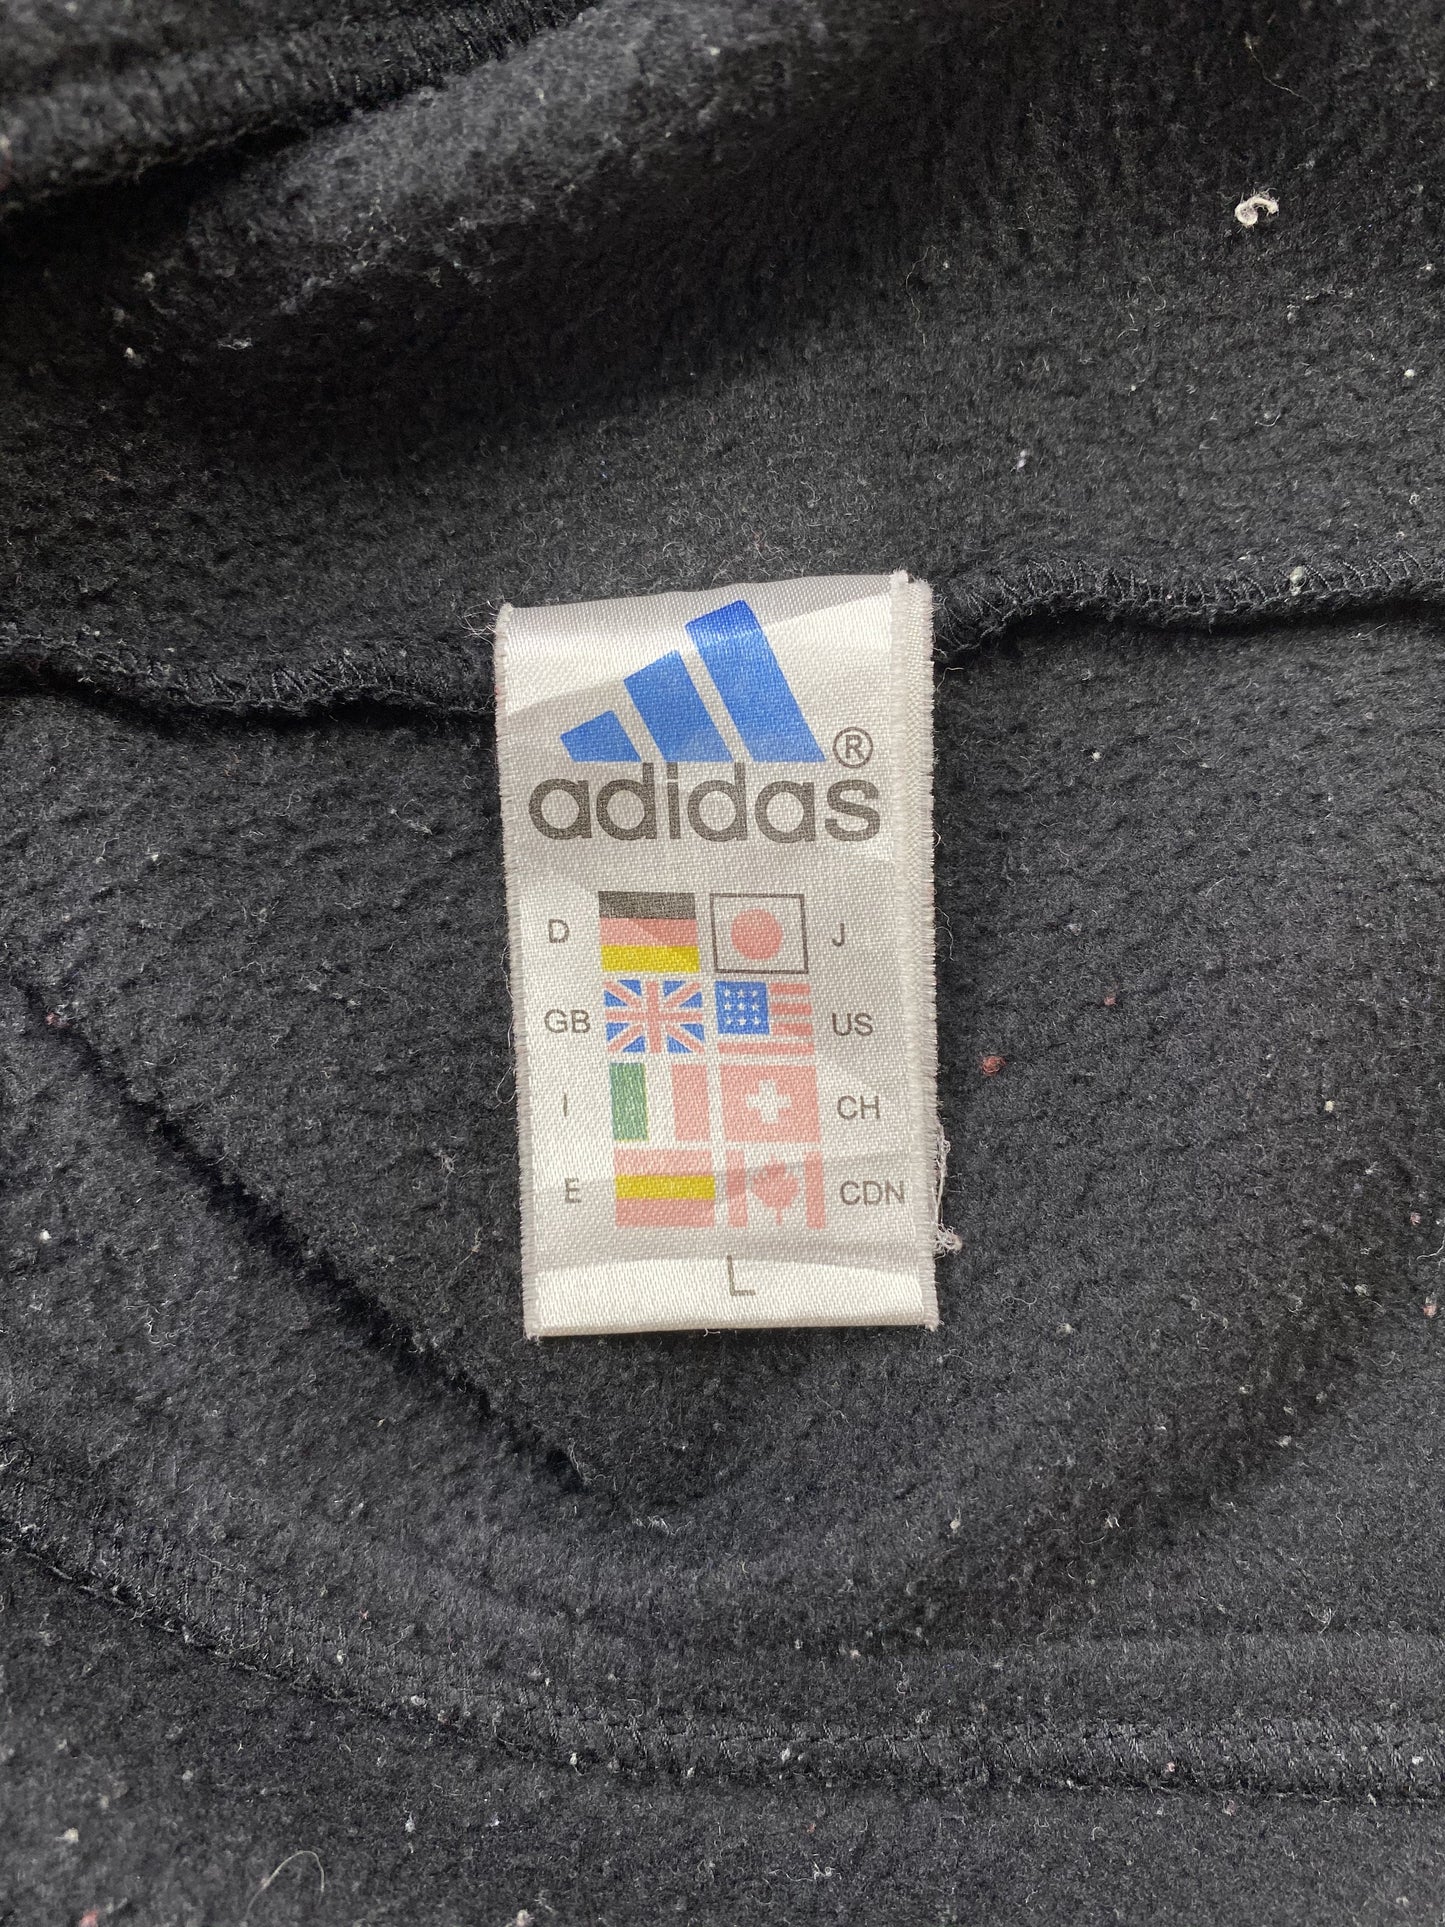 adidas®
D J
GB US
I CH
E CDN
L